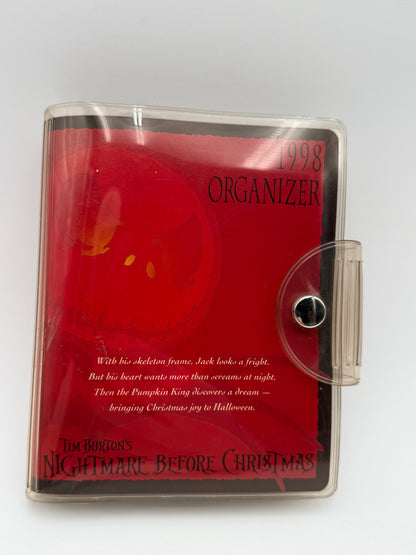 1998
ORGANIZER
With his skeleton frame, Jack looks a fright.
But his heart wants more than screams at night.
Then the Pumpkin King discovers a dream —
bringing Christmas joy to Halloween.
TIM BURTON'S
NIGHTMARE BEFORE CHRISTMAS